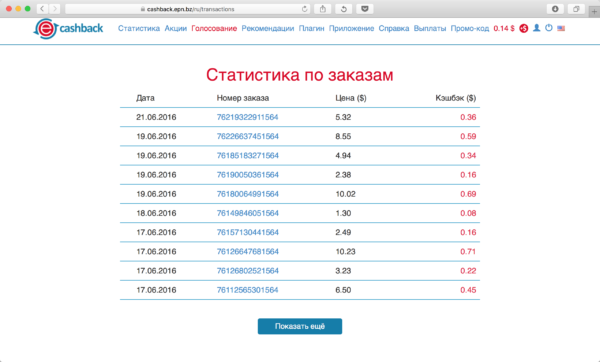 cashback.epn.bz/ru/transactions
e cashback Статистика Акции Голосование Рекомендации Плагин Приложение Справка Выплаты Промо-код 0.14 $
Статистика по заказам
Дата Номер заказа Цена ($) Кэшбэк ($)
21.06.2016 76219322911564 5.32 0.36
19.06.2016 76226637451564 8.55 0.59
19.06.2016 76185183271564 4.94 0.34
19.06.2016 76190050361564 2.38 0.16
19.06.2016 76180064991564 10.02 0.69
18.06.2016 76149846051564 1.30 0.08
17.06.2016 76157130441564 2.49 0.16
17.06.2016 76126647681564 10.23 0.71
17.06.2016 76126802521564 3.23 0.22
17.06.2016 76112565301564 6.50 0.45
Показать ещё